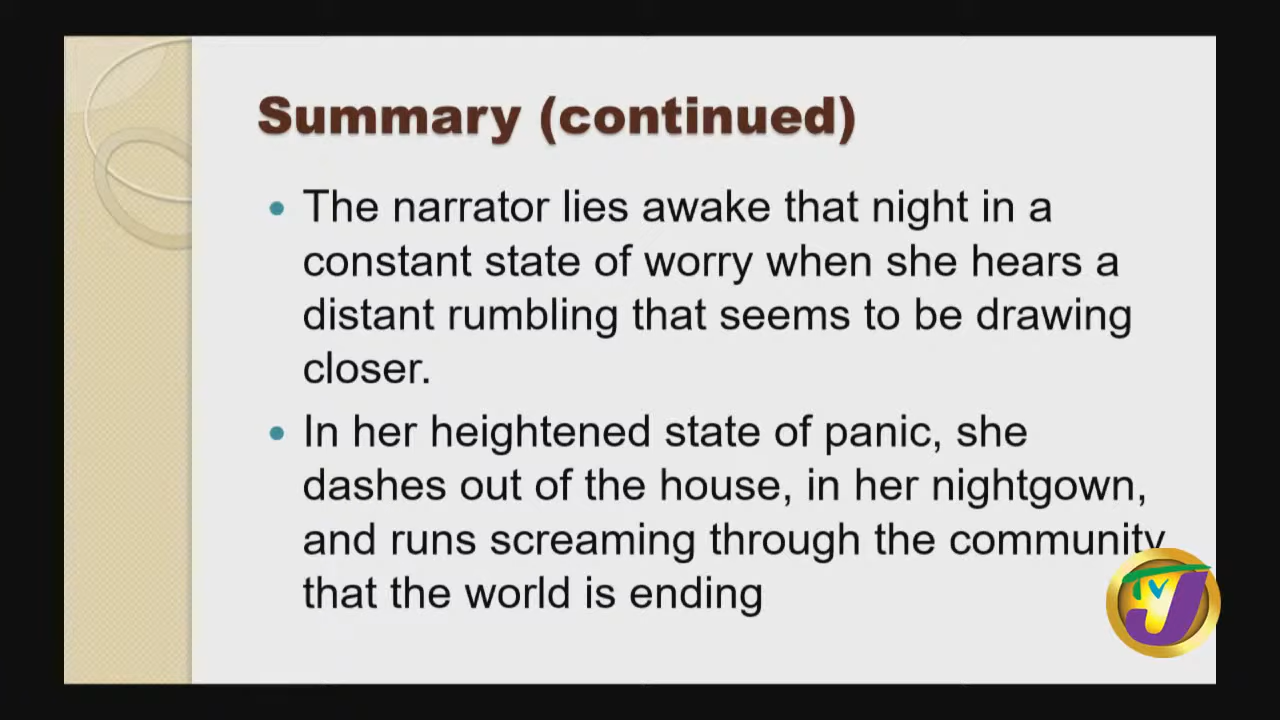 Summary (continued)
• The narrator lies awake that night in a
constant state of worry when she hears a
distant rumbling that seems to be drawing
closer.
• In her heightened state of panic, she
dashes out of the house, in her nightgown,
and runs screaming through the community
that the world is ending
TVJ